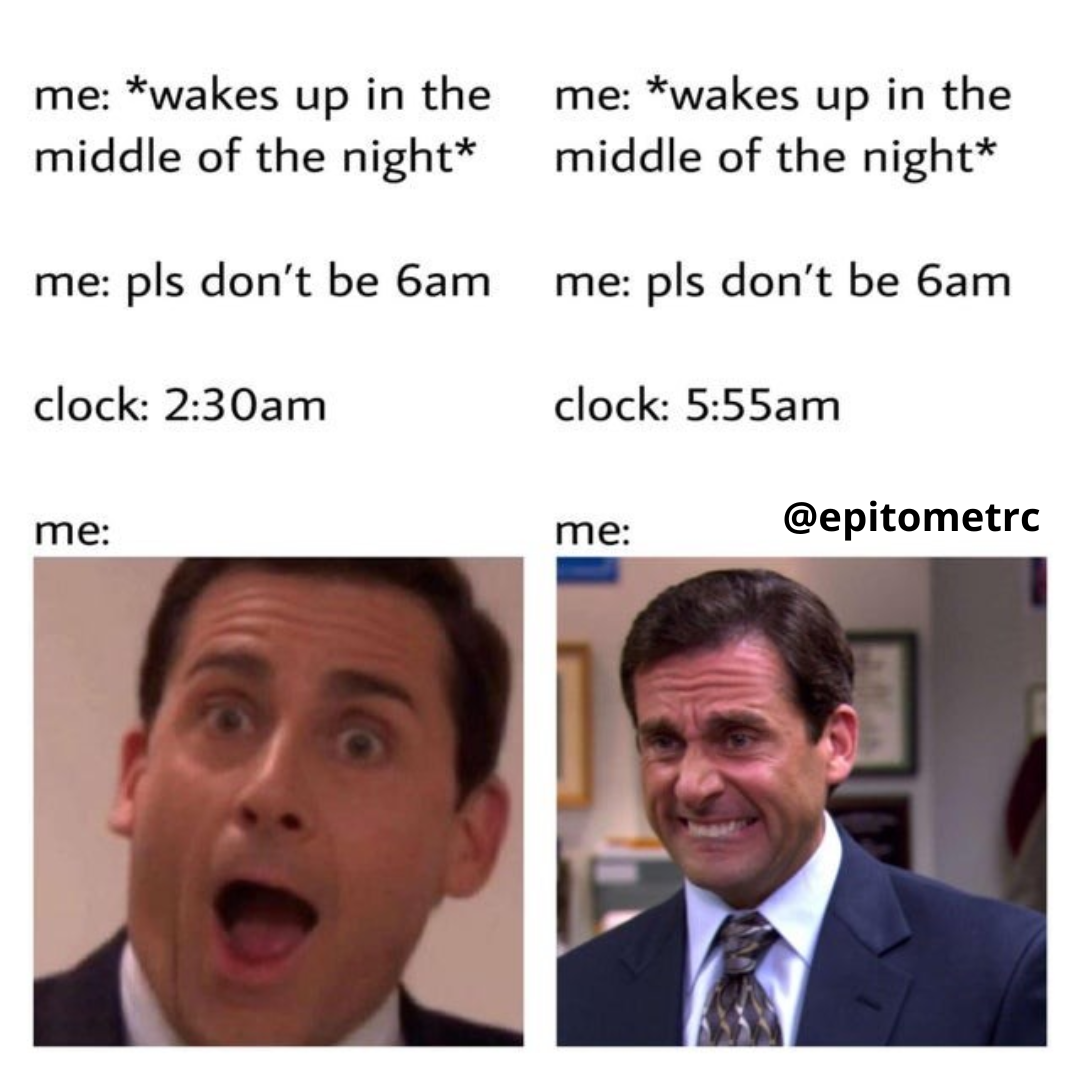 me: *wakes up in the
middle of the night*
me: pls don't be 6am
clock: 2:30am
me:
me: *wakes up in the
middle of the night*
me: pls don't be 6am
clock: 5:55am
me:
@epitometrc